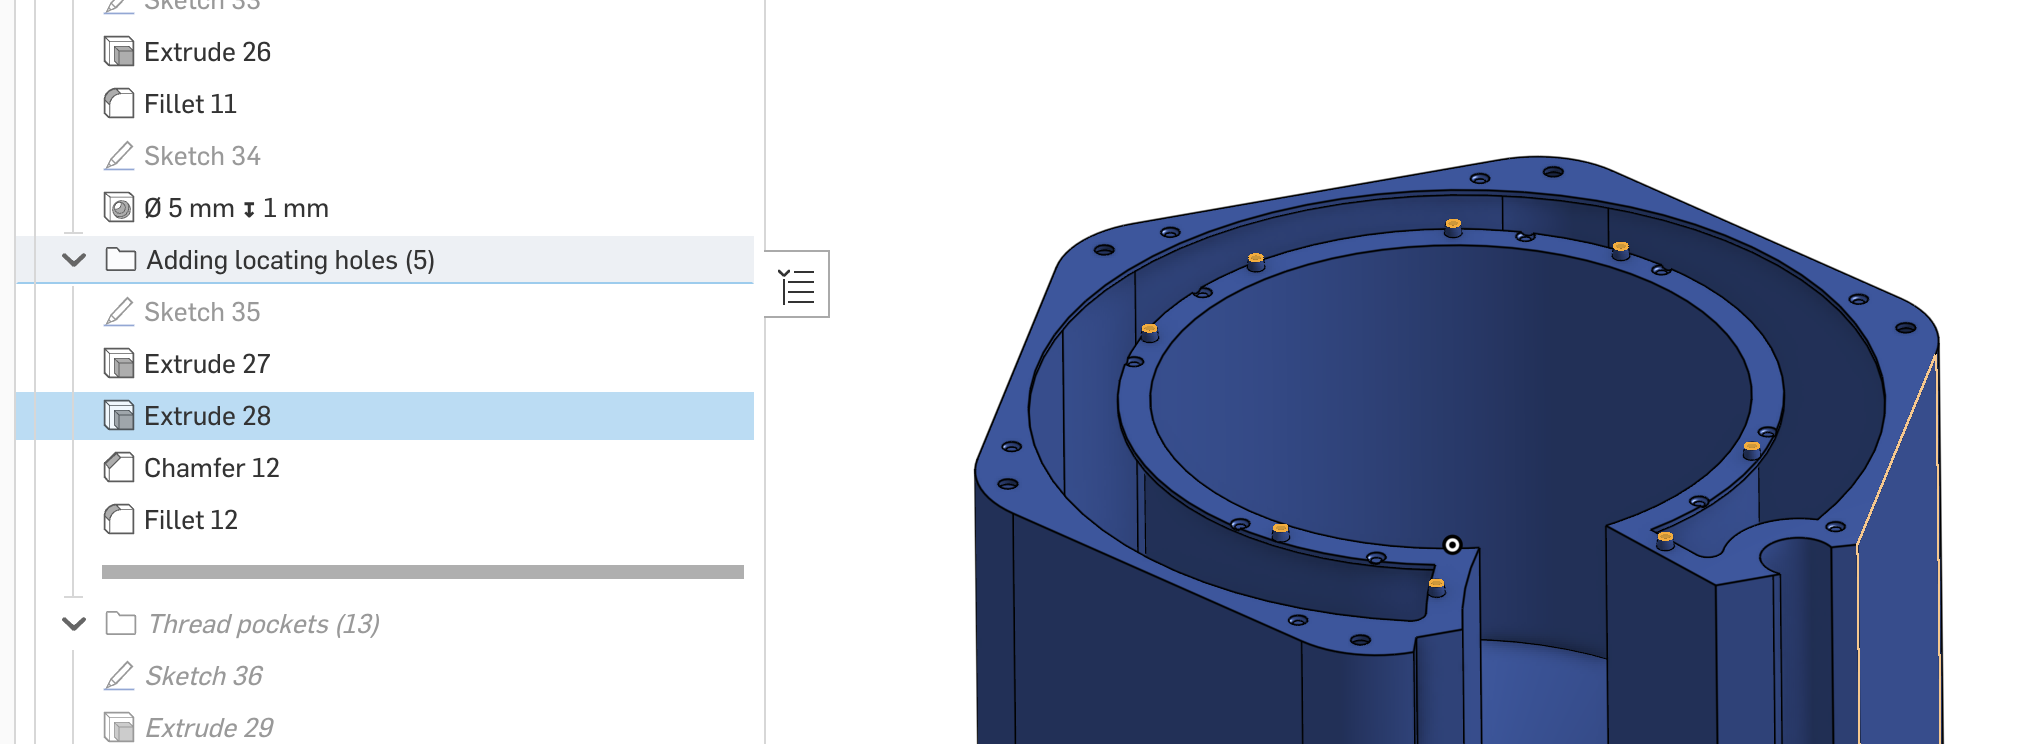 Sketch 33
Extrude 26
Fillet 11
Sketch 34
Ø 5 mm ↧ 1 mm
Adding locating holes (5)
Sketch 35
Extrude 27
Extrude 28
Chamfer 12
Fillet 12
Thread pockets (13)
Sketch 36
Extrude 29